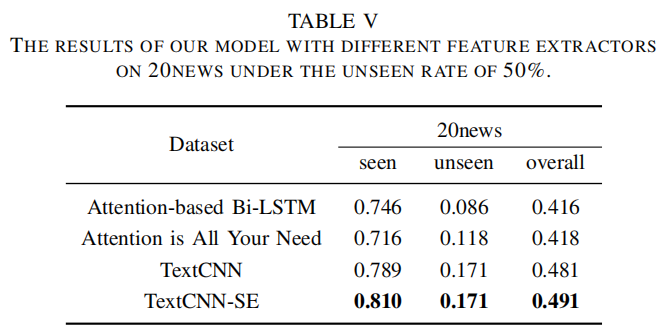 TABLE V
THE RESULTS OF OUR MODEL WITH DIFFERENT FEATURE EXTRACTORS
ON 20NEWS UNDER THE UNSEEN RATE OF 50%.
Dataset 20news
seen unseen overall
Attention-based Bi-LSTM 0.746 0.086 0.416
Attention is All Your Need 0.716 0.118 0.418
TextCNN 0.789 0.171 0.481
TextCNN-SE 0.810 0.171 0.491